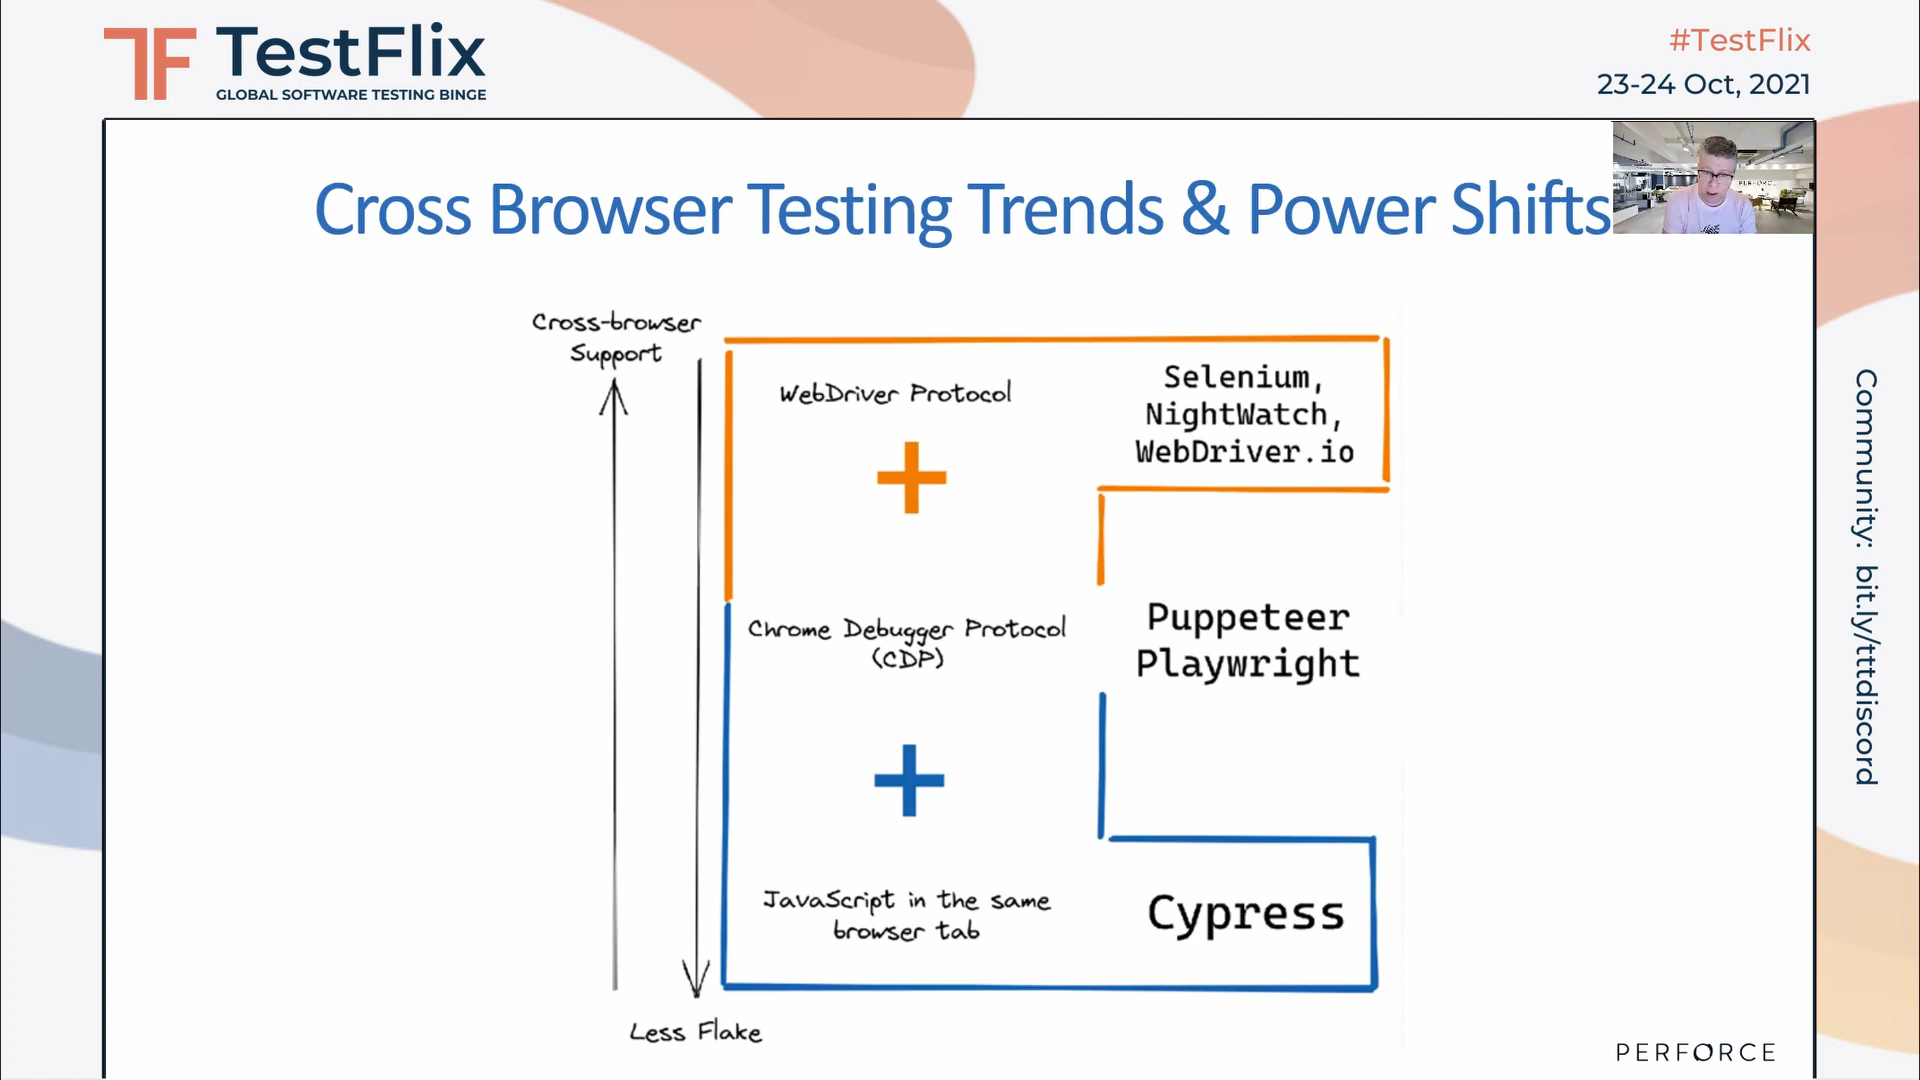 TF TestFlix
GLOBAL SOFTWARE TESTING BINGE
#TestFlix
23-24 Oct, 2021
Cross Browser Testing Trends & Power Shifts
PERFORCE
Cross-browser
Support
WebDriver Protocol
Selenium,
NightWatch,
WebDriver.io
Chrome Debugger Protocol
(CDP)
Puppeteer
Playwright
JavaScript in the same
browser tab
Cypress
Less Flake
PERFORCE
Community: bit.ly/tttdiscord